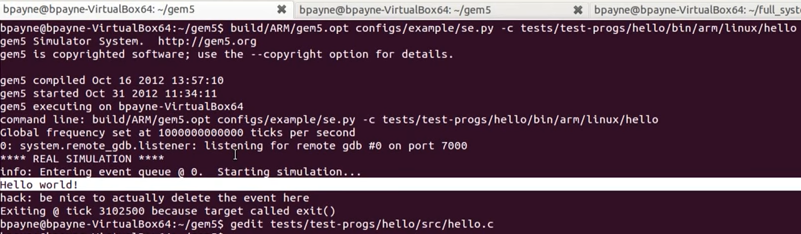 bpayne@bpayne-VirtualBox64: ~/gem5 bpayne@bpayne-VirtualBox64: ~/gem5 bpayne@bpayne-VirtualBox64: ~/full_syst
bpayne@bpayne-VirtualBox64:~/gem5$ build/ARM/gem5.opt configs/example/se.py -c tests/test-progs/hello/bin/arm/linux/hello
gem5 Simulator System.  http://gem5.org
gem5 is copyrighted software; use the --copyright option for details.
gem5 compiled Oct 16 2012 13:57:10
gem5 started Oct 31 2012 11:34:11
gem5 executing on bpayne-VirtualBox64
command line: build/ARM/gem5.opt configs/example/se.py -c tests/test-progs/hello/bin/arm/linux/hello
Global frequency set at 1000000000000 ticks per second
0: system.remote_gdb.listener: listening for remote gdb #0 on port 7000
**** REAL SIMULATION ****
info: Entering event queue @ 0.  Starting simulation...
Hello world!
hack: be nice to actually delete the event here
Exiting @ tick 3102500 because target called exit()
bpayne@bpayne-VirtualBox64:~/gem5$ gedit tests/test-progs/hello/src/hello.c